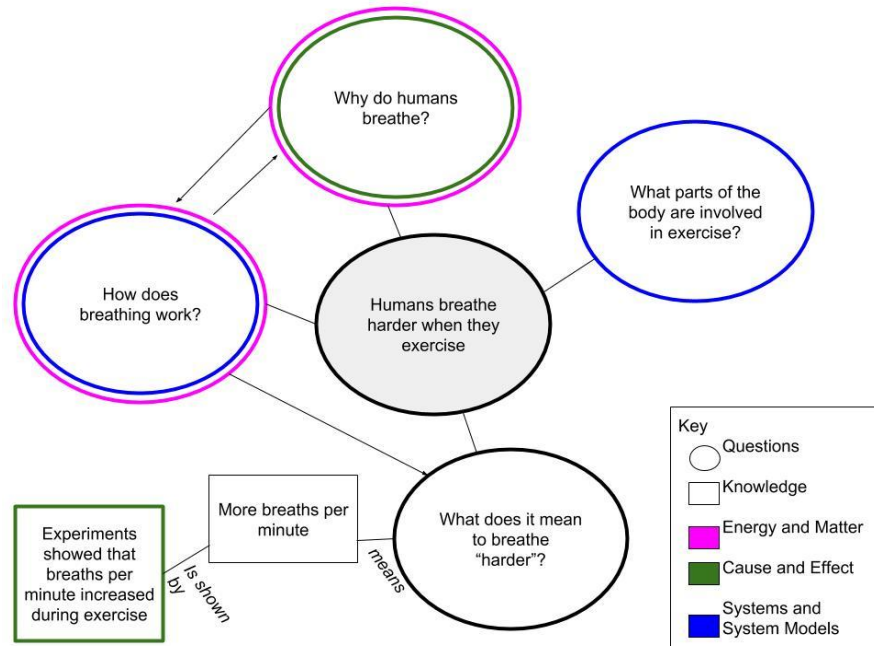 Why do humans
breathe?
What parts of the
body are involved
in exercise?
How does
breathing work?
Humans breathe
harder when they
exercise
What does it mean
to breathe
“harder”?
means
More breaths per
minute
Is shown
by
Experiments
showed that
breaths per
minute increased
during exercise
Key
Questions
Knowledge
Energy and Matter
Cause and Effect
Systems and
System Models